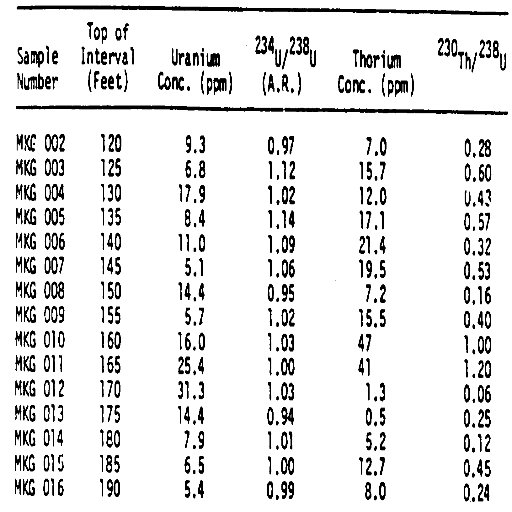 Top of
Sample Interval Uranium 234U/238U Thorium 230Th/238U
Number (Feet) Conc. (ppm) (A.R.) Conc. (ppm)
MKG 002 120 9.3 0.97 7.0 0.28
MKG 003 125 6.8 1.12 15.7 0.60
MKG 004 130 17.9 1.02 12.0 0.43
MKG 005 135 8.4 1.14 17.1 0.57
MKG 006 140 11.0 1.09 21.4 0.32
MKG 007 145 5.1 1.06 19.5 0.53
MKG 008 150 14.4 0.95 7.2 0.16
MKG 009 155 5.7 1.02 15.5 0.40
MKG 010 160 16.0 1.03 47 1.00
MKG 011 165 25.4 1.00 41 1.20
MKG 012 170 31.3 1.03 1.3 0.06
MKG 013 175 14.4 0.94 0.5 0.25
MKG 014 180 7.9 1.01 5.2 0.12
MKG 015 185 6.5 1.00 12.7 0.45
MKG 016 190 5.4 0.99 8.0 0.24